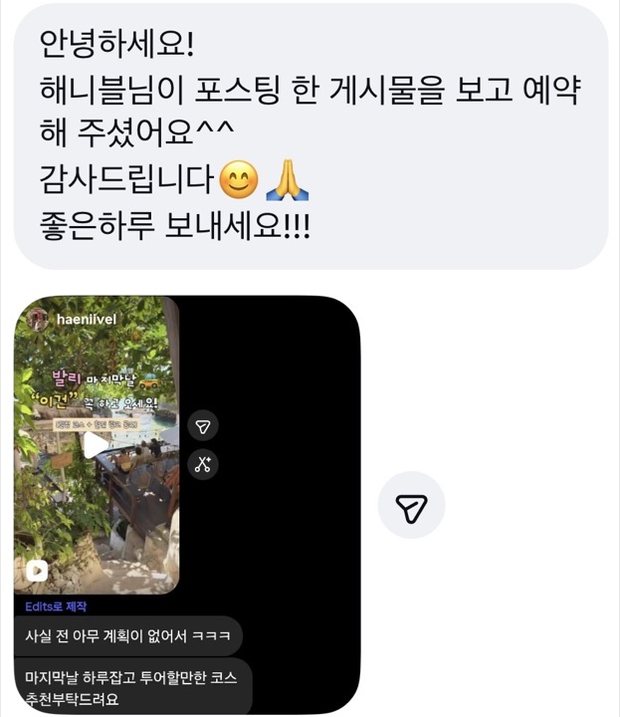 안녕하세요!
해니블님이 포스팅 한 게시물을 보고 예약
해 주셨어요^^
감사드립니다😊🙏
좋은하루 보내세요!!!
haeniivel
발리 마지막날🚕
“이건” 꼭 하고 오세요!
Edits로 제작
사실 전 아무 계획이 없어서 ㅋㅋㅋ
마지막날 하루잡고 투어할만한 코스
추천부탁드려요